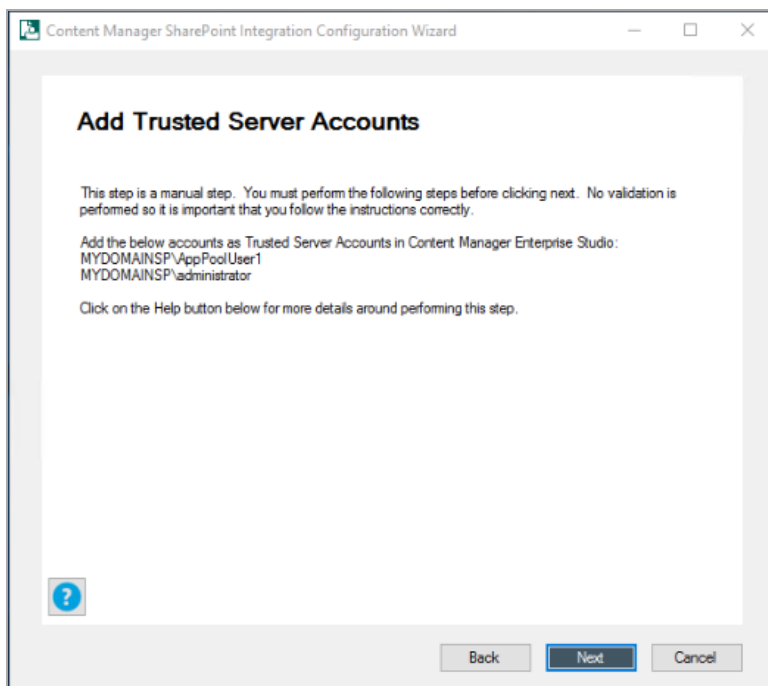 Content Manager SharePoint Integration Configuration Wizard
Add Trusted Server Accounts
This step is a manual step. You must perform the following steps before clicking next. No validation is
performed so it is important that you follow the instructions correctly.
Add the below accounts as Trusted Server Accounts in Content Manager Enterprise Studio:
MYDOMAINSP\AppPoolUser1
MYDOMAINSP\administrator
Click on the Help button below for more details around performing this step.
?
Back Next Cancel